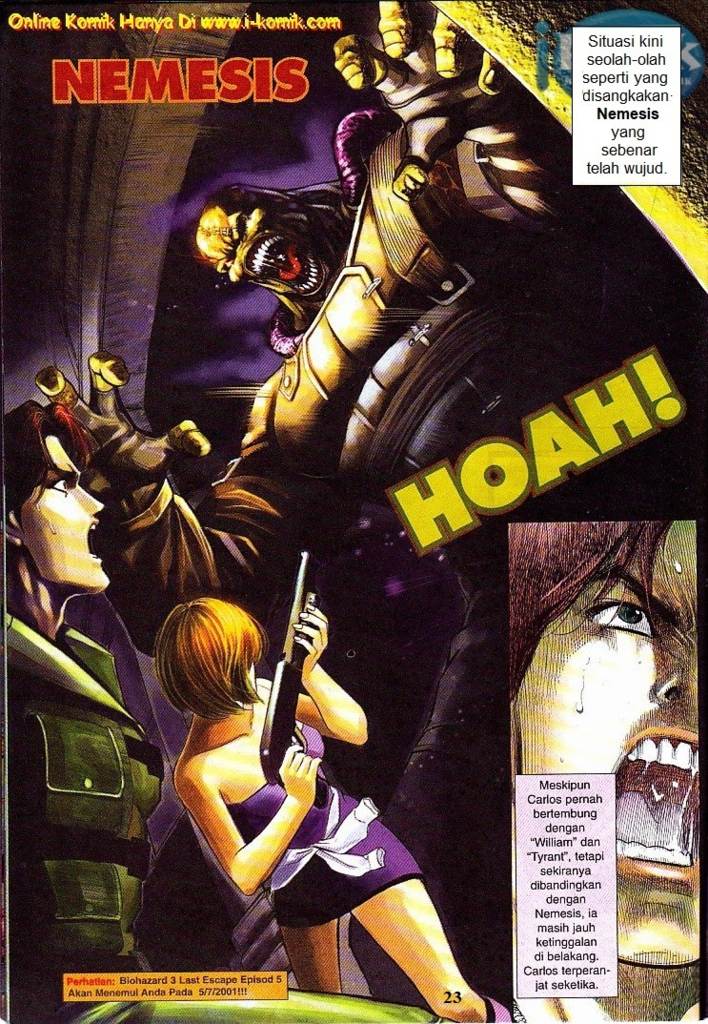 Online Komik Hanya Di www.i-komik.com
NEMESIS
Situasi kini
seolah-olah
seperti yang
disangkakan.
Nemesis
yang
sebenar
telah wujud.
HOAH!
Meskipun
Carlos pernah
bertembung
dengan
"William" dan
"Tyrant", tetapi
sekiranya
dibandingkan
dengan
Nemesis, ia
masih jauh
ketinggalan
di belakang.
Carlos terperan-
jat seketika.
Perhatian: Biohazard 3 Last Escape Episod 5
Akan Menemui Anda Pada 5/7/2001!!!
23